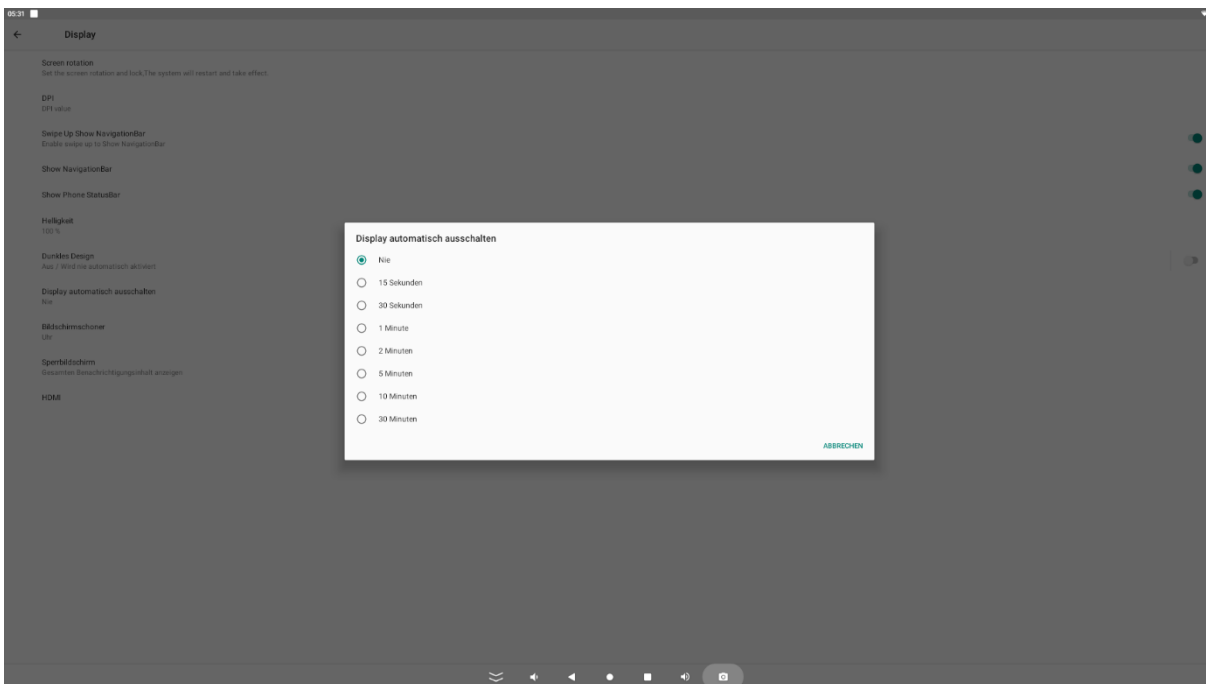 05:31
Display
Screen rotation
Set the screen rotation and lock,The system will restart and take effect.
DPI
DPI value
Swipe Up Show NavigationBar
Enable swipe up to Show NavigationBar
Show NavigationBar
Show Phone StatusBar
Helligkeit
100 %
Dunkles Design
Aus / Wird nie automatisch aktiviert
Display automatisch ausschalten
Nie
Bildschirmschoner
Uhr
Sperrbildschirm
Gesamten Benachrichtigungsinhalt anzeigen
HDMI
Display automatisch ausschalten
Nie
15 Sekunden
30 Sekunden
1 Minute
2 Minuten
5 Minuten
10 Minuten
30 Minuten
ABBRECHEN